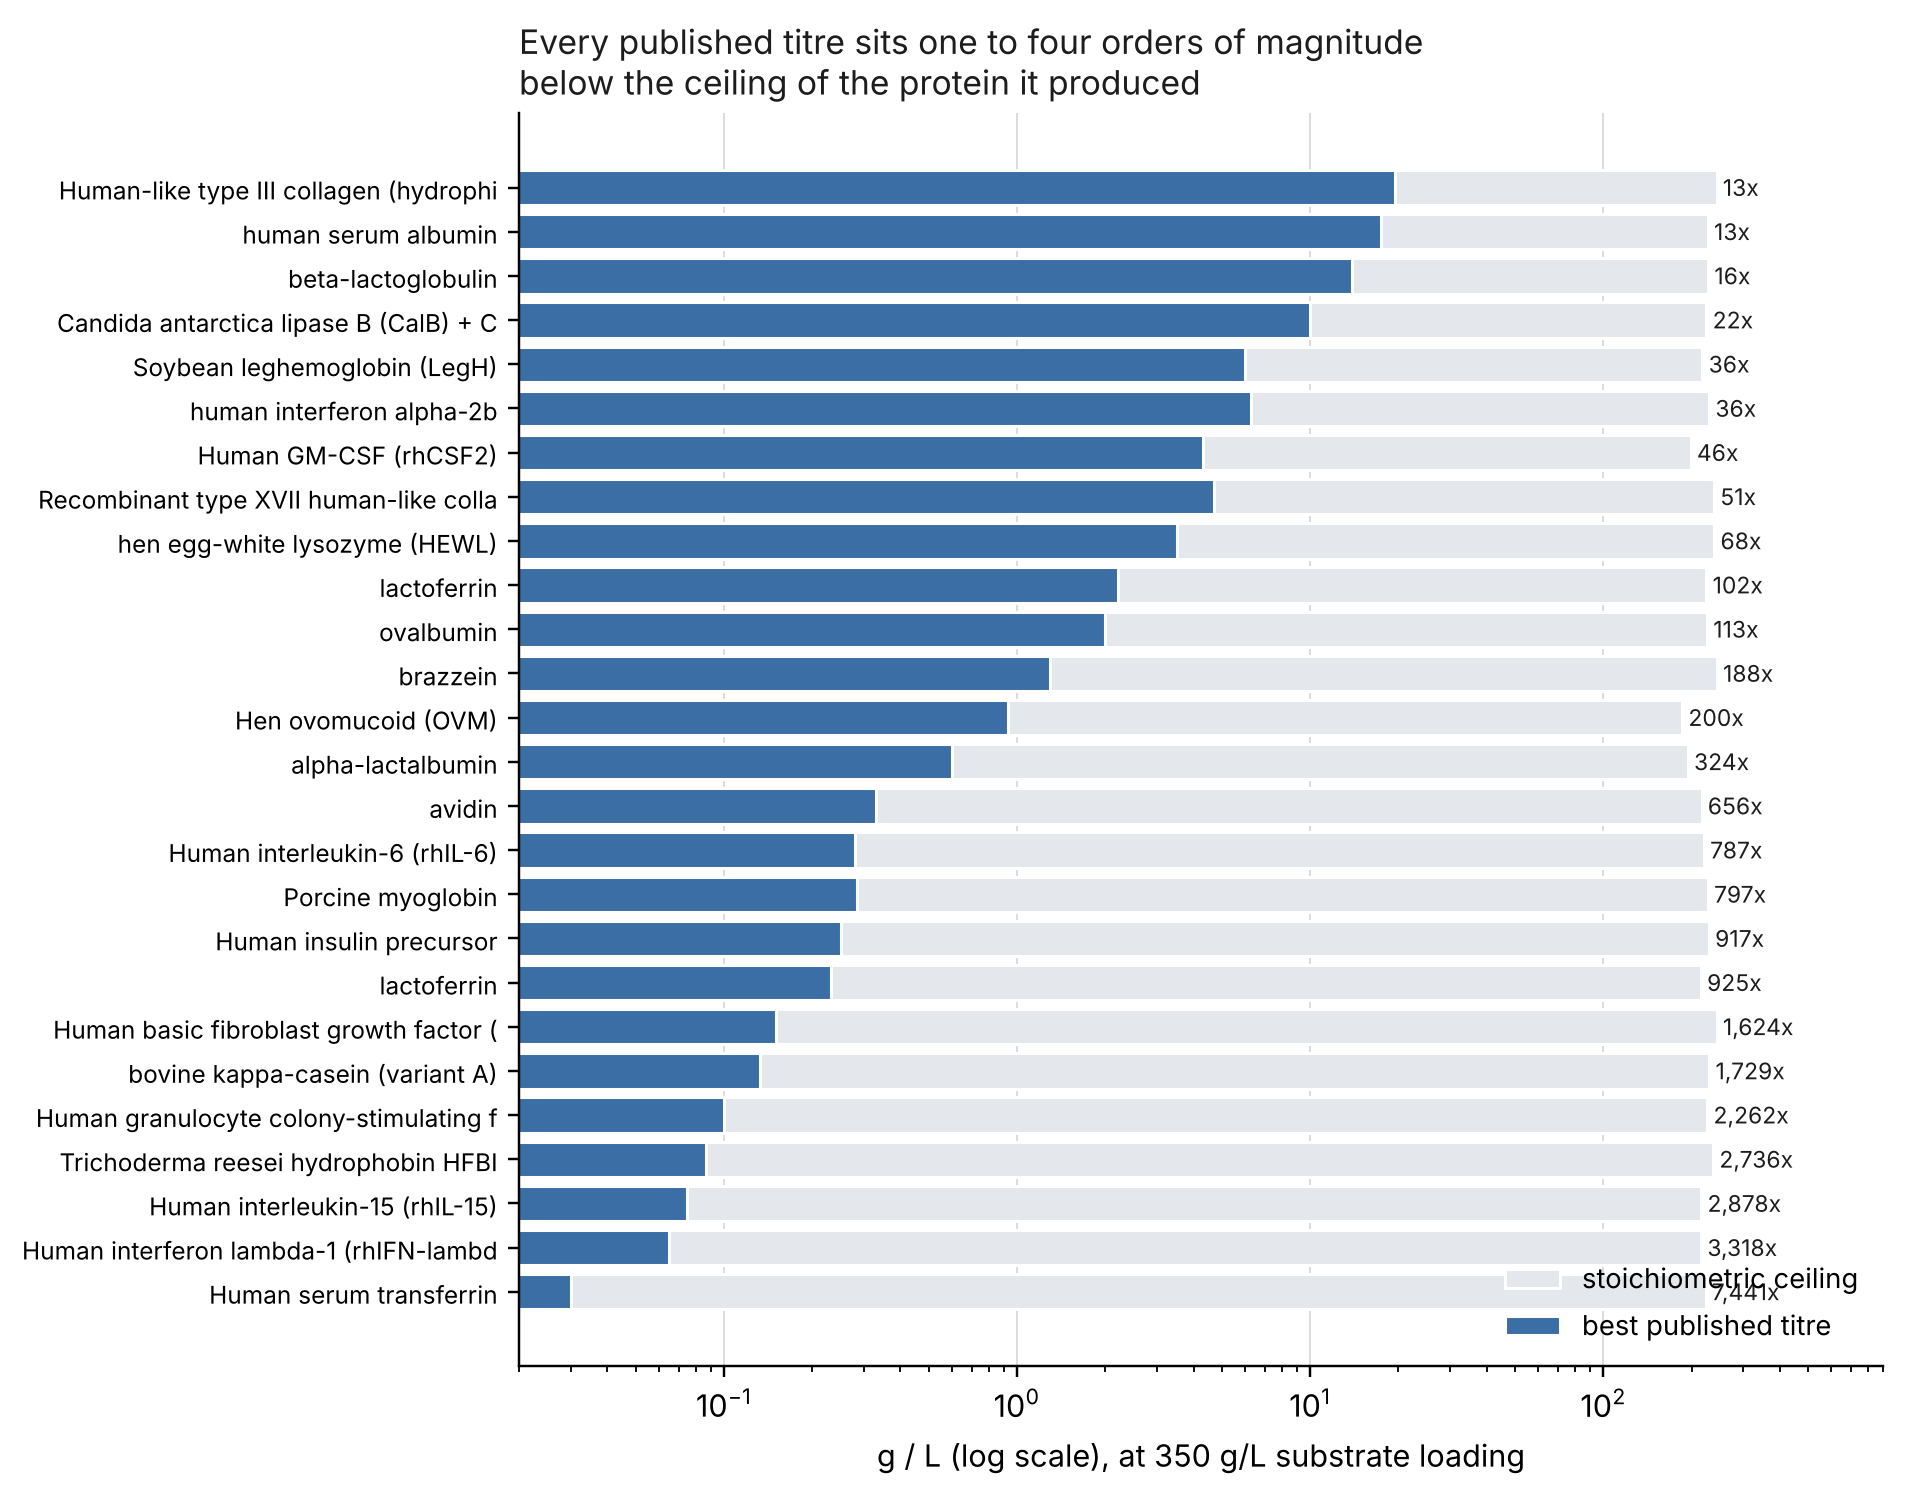 Every published titre sits one to four orders of magnitude
below the ceiling of the protein it produced
Human-like type III collagen (hydrophi 13x
human serum albumin 13x
beta-lactoglobulin 16x
Candida antarctica lipase B (CalB) + C 22x
Soybean leghemoglobin (LegH) 36x
human interferon alpha-2b 36x
Human GM-CSF (rhCSF2) 46x
Recombinant type XVII human-like colla 51x
hen egg-white lysozyme (HEWL) 68x
lactoferrin 102x
ovalbumin 113x
brazzein 188x
Hen ovomucoid (OVM) 200x
alpha-lactalbumin 324x
avidin 656x
Human interleukin-6 (rhIL-6) 787x
Porcine myoglobin 797x
Human insulin precursor 917x
lactoferrin 925x
Human basic fibroblast growth factor ( 1,624x
bovine kappa-casein (variant A) 1,729x
Human granulocyte colony-stimulating f 2,262x
Trichoderma reesei hydrophobin HFBI 2,736x
Human interleukin-15 (rhIL-15) 2,878x
Human interferon lambda-1 (rhIFN-lambd 3,318x
Human serum transferrin 7,441x
stoichiometric ceiling
best published titre
10⁻¹ 10⁰ 10¹ 10²
g / L (log scale), at 350 g/L substrate loading